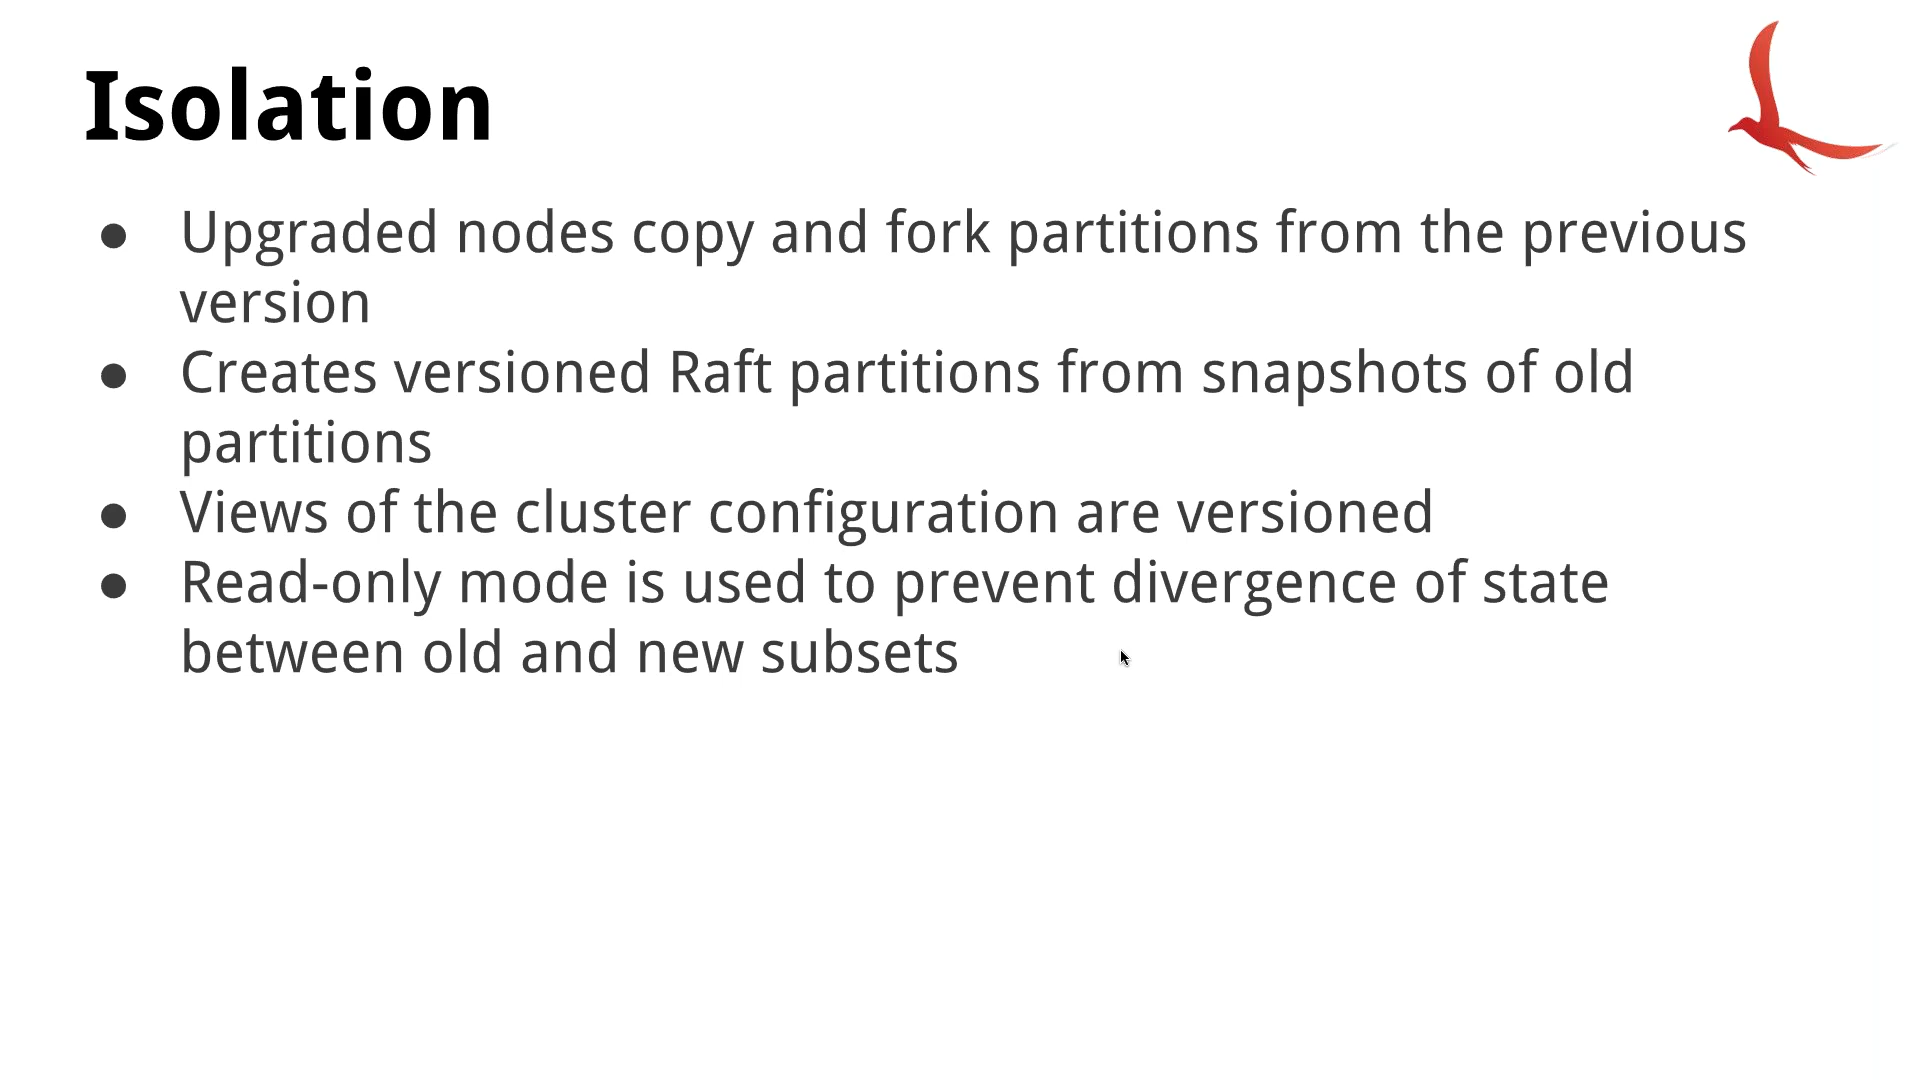 Isolation
● Upgraded nodes copy and fork partitions from the previous
version
● Creates versioned Raft partitions from snapshots of old
partitions
● Views of the cluster configuration are versioned
● Read-only mode is used to prevent divergence of state
between old and new subsets